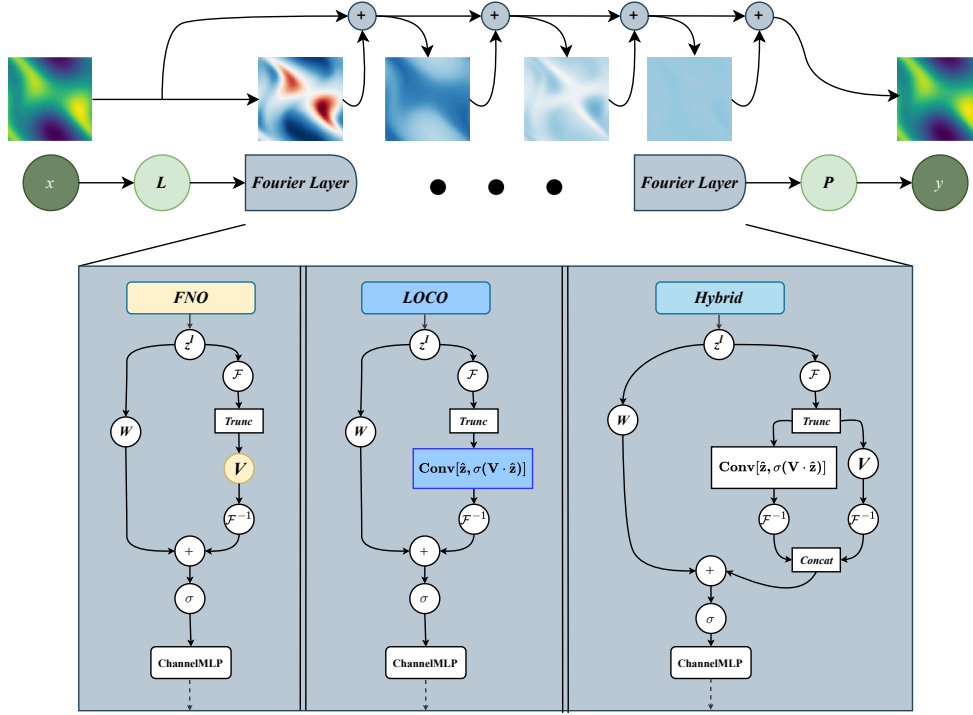 + + + +
x L Fourier Layer Fourier Layer P y
FNO LOCO Hybrid
z^l z^l z^l
ℱ ℱ ℱ
W Trunc W Trunc W Trunc
V Conv[ẑ, σ(V · ẑ)] Conv[ẑ, σ(V · ẑ)] V
ℱ⁻¹ ℱ⁻¹ ℱ⁻¹ ℱ⁻¹
+ + + Concat
σ σ σ
ChannelMLP ChannelMLP ChannelMLP